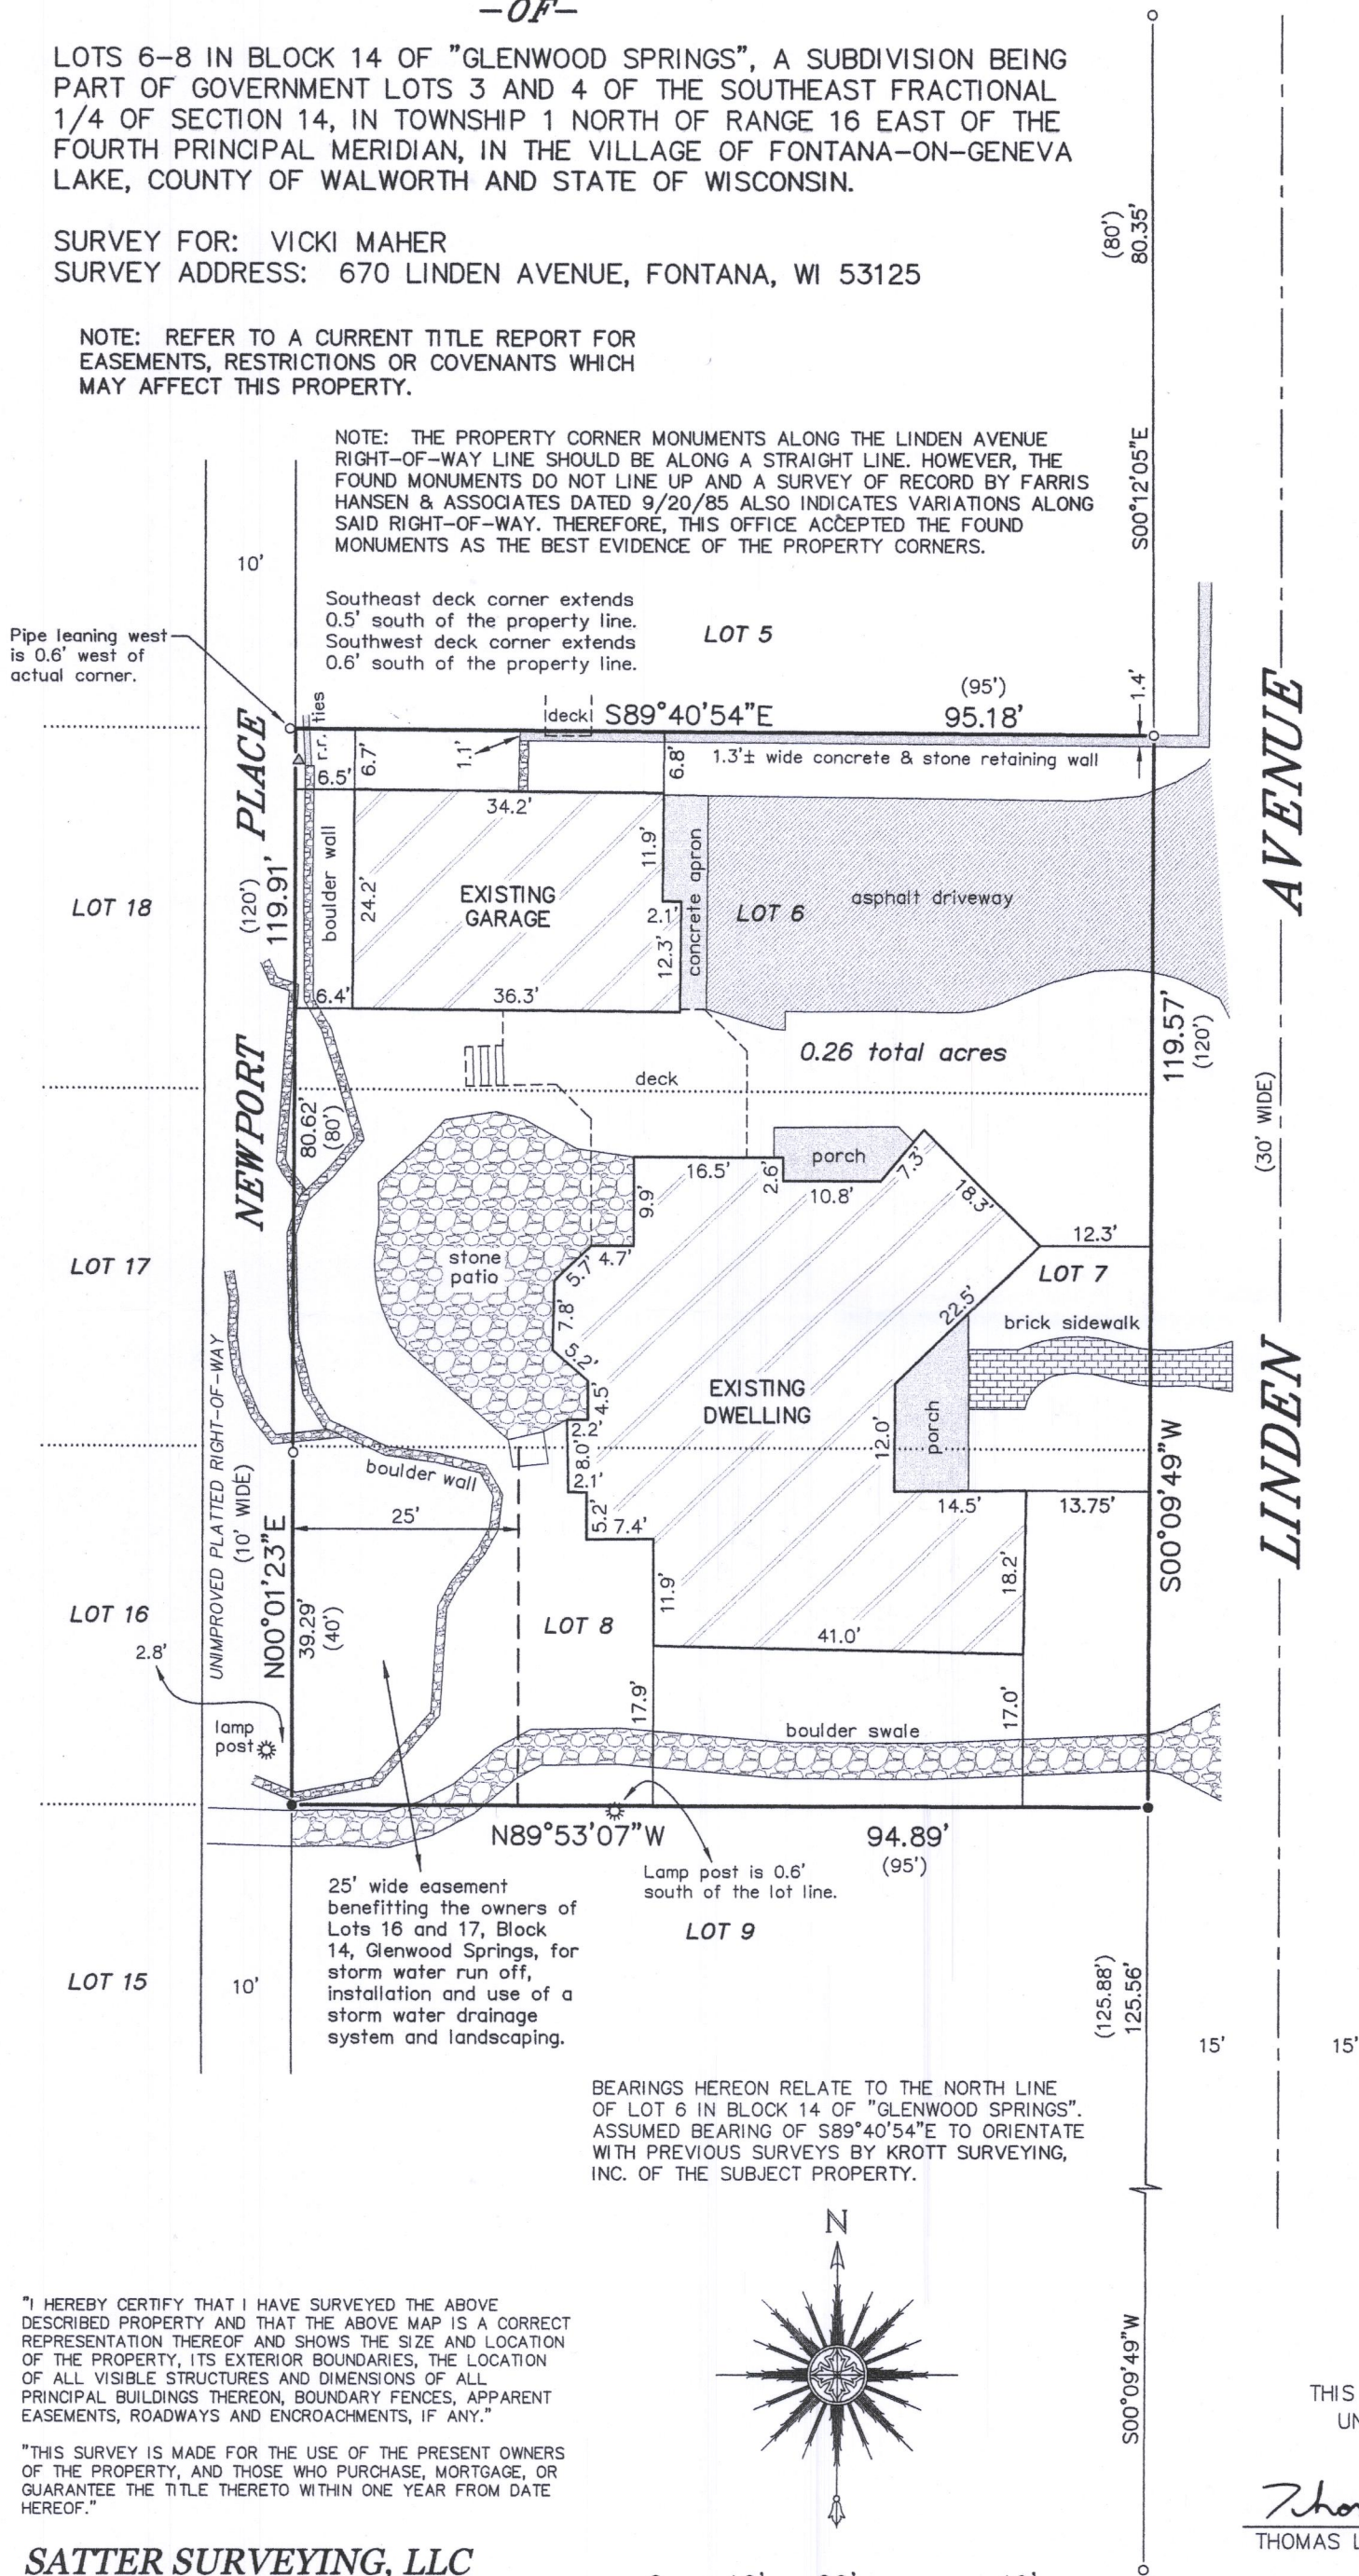 -OF-
LOTS 6-8 IN BLOCK 14 OF "GLENWOOD SPRINGS", A SUBDIVISION BEING
PART OF GOVERNMENT LOTS 3 AND 4 OF THE SOUTHEAST FRACTIONAL
1/4 OF SECTION 14, IN TOWNSHIP 1 NORTH OF RANGE 16 EAST OF THE
FOURTH PRINCIPAL MERIDIAN, IN THE VILLAGE OF FONTANA-ON-GENEVA
LAKE, COUNTY OF WALWORTH AND STATE OF WISCONSIN.
SURVEY FOR: VICKI MAHER
SURVEY ADDRESS: 670 LINDEN AVENUE, FONTANA, WI 53125
(80')
80.35'
NOTE: REFER TO A CURRENT TITLE REPORT FOR
EASEMENTS, RESTRICTIONS OR COVENANTS WHICH
MAY AFFECT THIS PROPERTY.
NOTE: THE PROPERTY CORNER MONUMENTS ALONG THE LINDEN AVENUE
RIGHT-OF-WAY LINE SHOULD BE ALONG A STRAIGHT LINE. HOWEVER, THE
FOUND MONUMENTS DO NOT LINE UP AND A SURVEY OF RECORD BY FARRIS
HANSEN & ASSOCIATES DATED 9/20/85 ALSO INDICATES VARIATIONS ALONG
SAID RIGHT-OF-WAY. THEREFORE, THIS OFFICE ACCEPTED THE FOUND
MONUMENTS AS THE BEST EVIDENCE OF THE PROPERTY CORNERS.
S00°12'05"E
10'
Southeast deck corner extends
0.5' south of the property line.
Southwest deck corner extends
0.6' south of the property line.
LOT 5
Pipe leaning west
is 0.6' west of
actual corner.
r.r. ties
deck
S89°40'54"E
(95')
95.18'
1.4'
6.5'
6.7'
1.1'
6.8'
1.3'± wide concrete & stone retaining wall
34.2'
NEWPORT PLACE
(120')
119.91'
LOT 18
boulder wall
24.2'
EXISTING
GARAGE
11.9'
2.1'
12.3'
concrete apron
LOT 6
asphalt driveway
6.4'
36.3'
0.26 total acres
119.57'
(120')
LINDEN AVENUE
(30' WIDE)
deck
80.62'
(80')
16.5'
2.6'
porch
10.8'
7.3'
18.3'
9.9'
12.3'
LOT 17
stone
patio
5.7'
4.7'
LOT 7
7.8'
22.5'
brick sidewalk
5.2'
4.5'
EXISTING
DWELLING
porch
2.2'
8.0'
12.0'
2.1'
boulder wall
5.2'
7.4'
14.5'
13.75'
S00°09'49"W
25'
UNIMPROVED PLATTED RIGHT-OF-WAY
(10' WIDE)
N00°01'23"E
39.29'
(40')
LOT 16
2.8'
11.9'
18.2'
LOT 8
41.0'
lamp
post
17.9'
17.0'
boulder swale
N89°53'07"W
94.89'
(95')
Lamp post is 0.6'
south of the lot line.
25' wide easement
benefitting the owners of
Lots 16 and 17, Block
14, Glenwood Springs, for
storm water run off,
installation and use of a
storm water drainage
system and landscaping.
LOT 9
LOT 15
10'
(125.88')
125.56'
15'
15'
BEARINGS HEREON RELATE TO THE NORTH LINE
OF LOT 6 IN BLOCK 14 OF "GLENWOOD SPRINGS".
ASSUMED BEARING OF S89°40'54"E TO ORIENTATE
WITH PREVIOUS SURVEYS BY KROTT SURVEYING,
INC. OF THE SUBJECT PROPERTY.
N
"I HEREBY CERTIFY THAT I HAVE SURVEYED THE ABOVE
DESCRIBED PROPERTY AND THAT THE ABOVE MAP IS A CORRECT
REPRESENTATION THEREOF AND SHOWS THE SIZE AND LOCATION
OF THE PROPERTY, ITS EXTERIOR BOUNDARIES, THE LOCATION
OF ALL VISIBLE STRUCTURES AND DIMENSIONS OF ALL
PRINCIPAL BUILDINGS THEREON, BOUNDARY FENCES, APPARENT
EASEMENTS, ROADWAYS AND ENCROACHMENTS, IF ANY."
"THIS SURVEY IS MADE FOR THE USE OF THE PRESENT OWNERS
OF THE PROPERTY, AND THOSE WHO PURCHASE, MORTGAGE, OR
GUARANTEE THE TITLE THERETO WITHIN ONE YEAR FROM DATE
HEREOF."
S00°09'49"W
THIS
UN
THOMAS L
SATTER SURVEYING, LLC